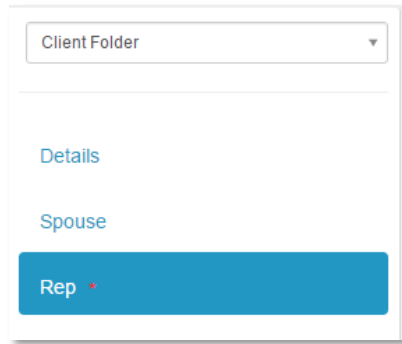 Client Folder
Details
Spouse
Rep *